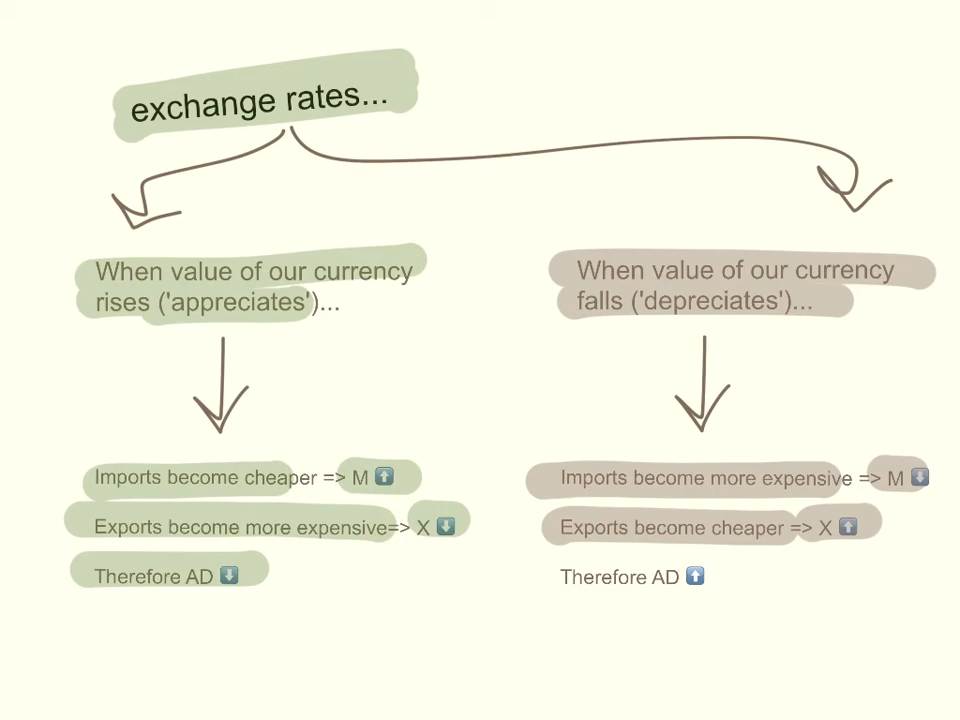 exchange rates...
When value of our currency
rises ('appreciates')...
Imports become cheaper => M ⬆️
Exports become more expensive=> X ⬇️
Therefore AD ⬇️
When value of our currency
falls ('depreciates')...
Imports become more expensive => M ⬇️
Exports become cheaper => X ⬆️
Therefore AD ⬆️